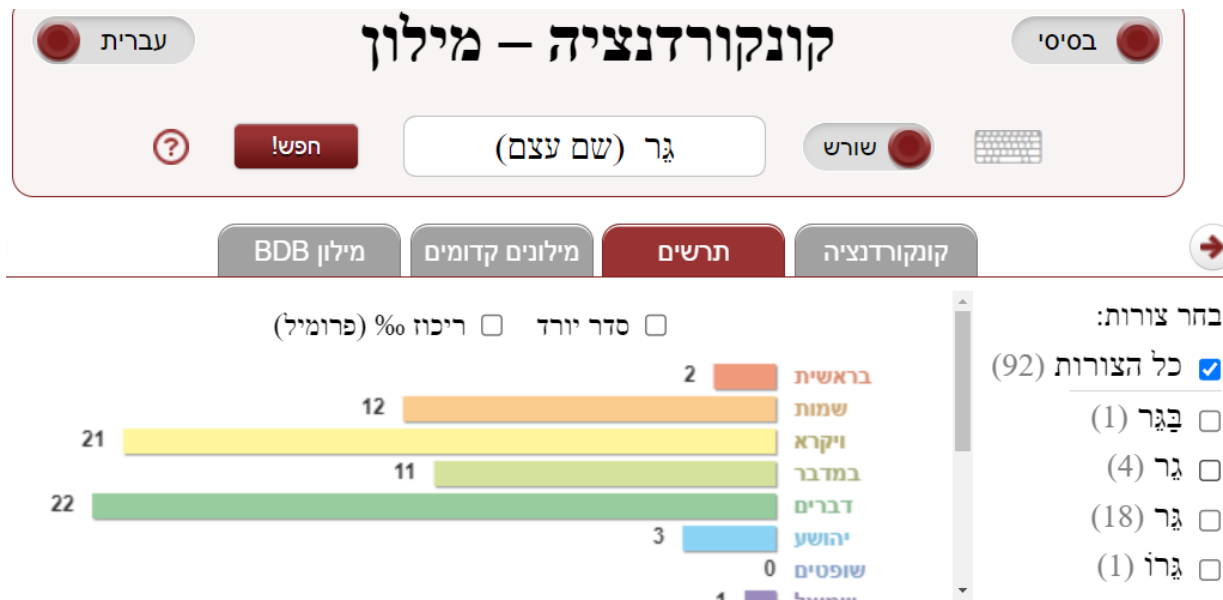 בסיסי
קונקורדנציה – מילון
עברית
שורש
גֵּר (שם עצם)
חפש!
?
קונקורדנציה
תרשים
מילונים קדומים
מילון BDB
בחר צורות:
כל הצורות (92)
בַּגֵּר (1)
גֵר (4)
גֵּר (18)
גֵּרוֹ (1)
סדר יורד
ריכוז ‰ (פרומיל)
בראשית 2
שמות 12
ויקרא 21
במדבר 11
דברים 22
יהושע 3
שופטים 0